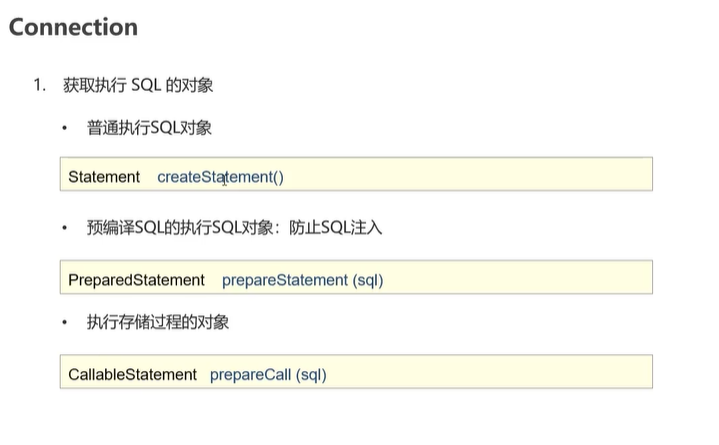 Connection
1. 获取执行 SQL 的对象
• 普通执行SQL对象
Statement createStatement()
• 预编译SQL的执行SQL对象：防止SQL注入
PreparedStatement prepareStatement (sql)
• 执行存储过程的对象
CallableStatement prepareCall (sql)